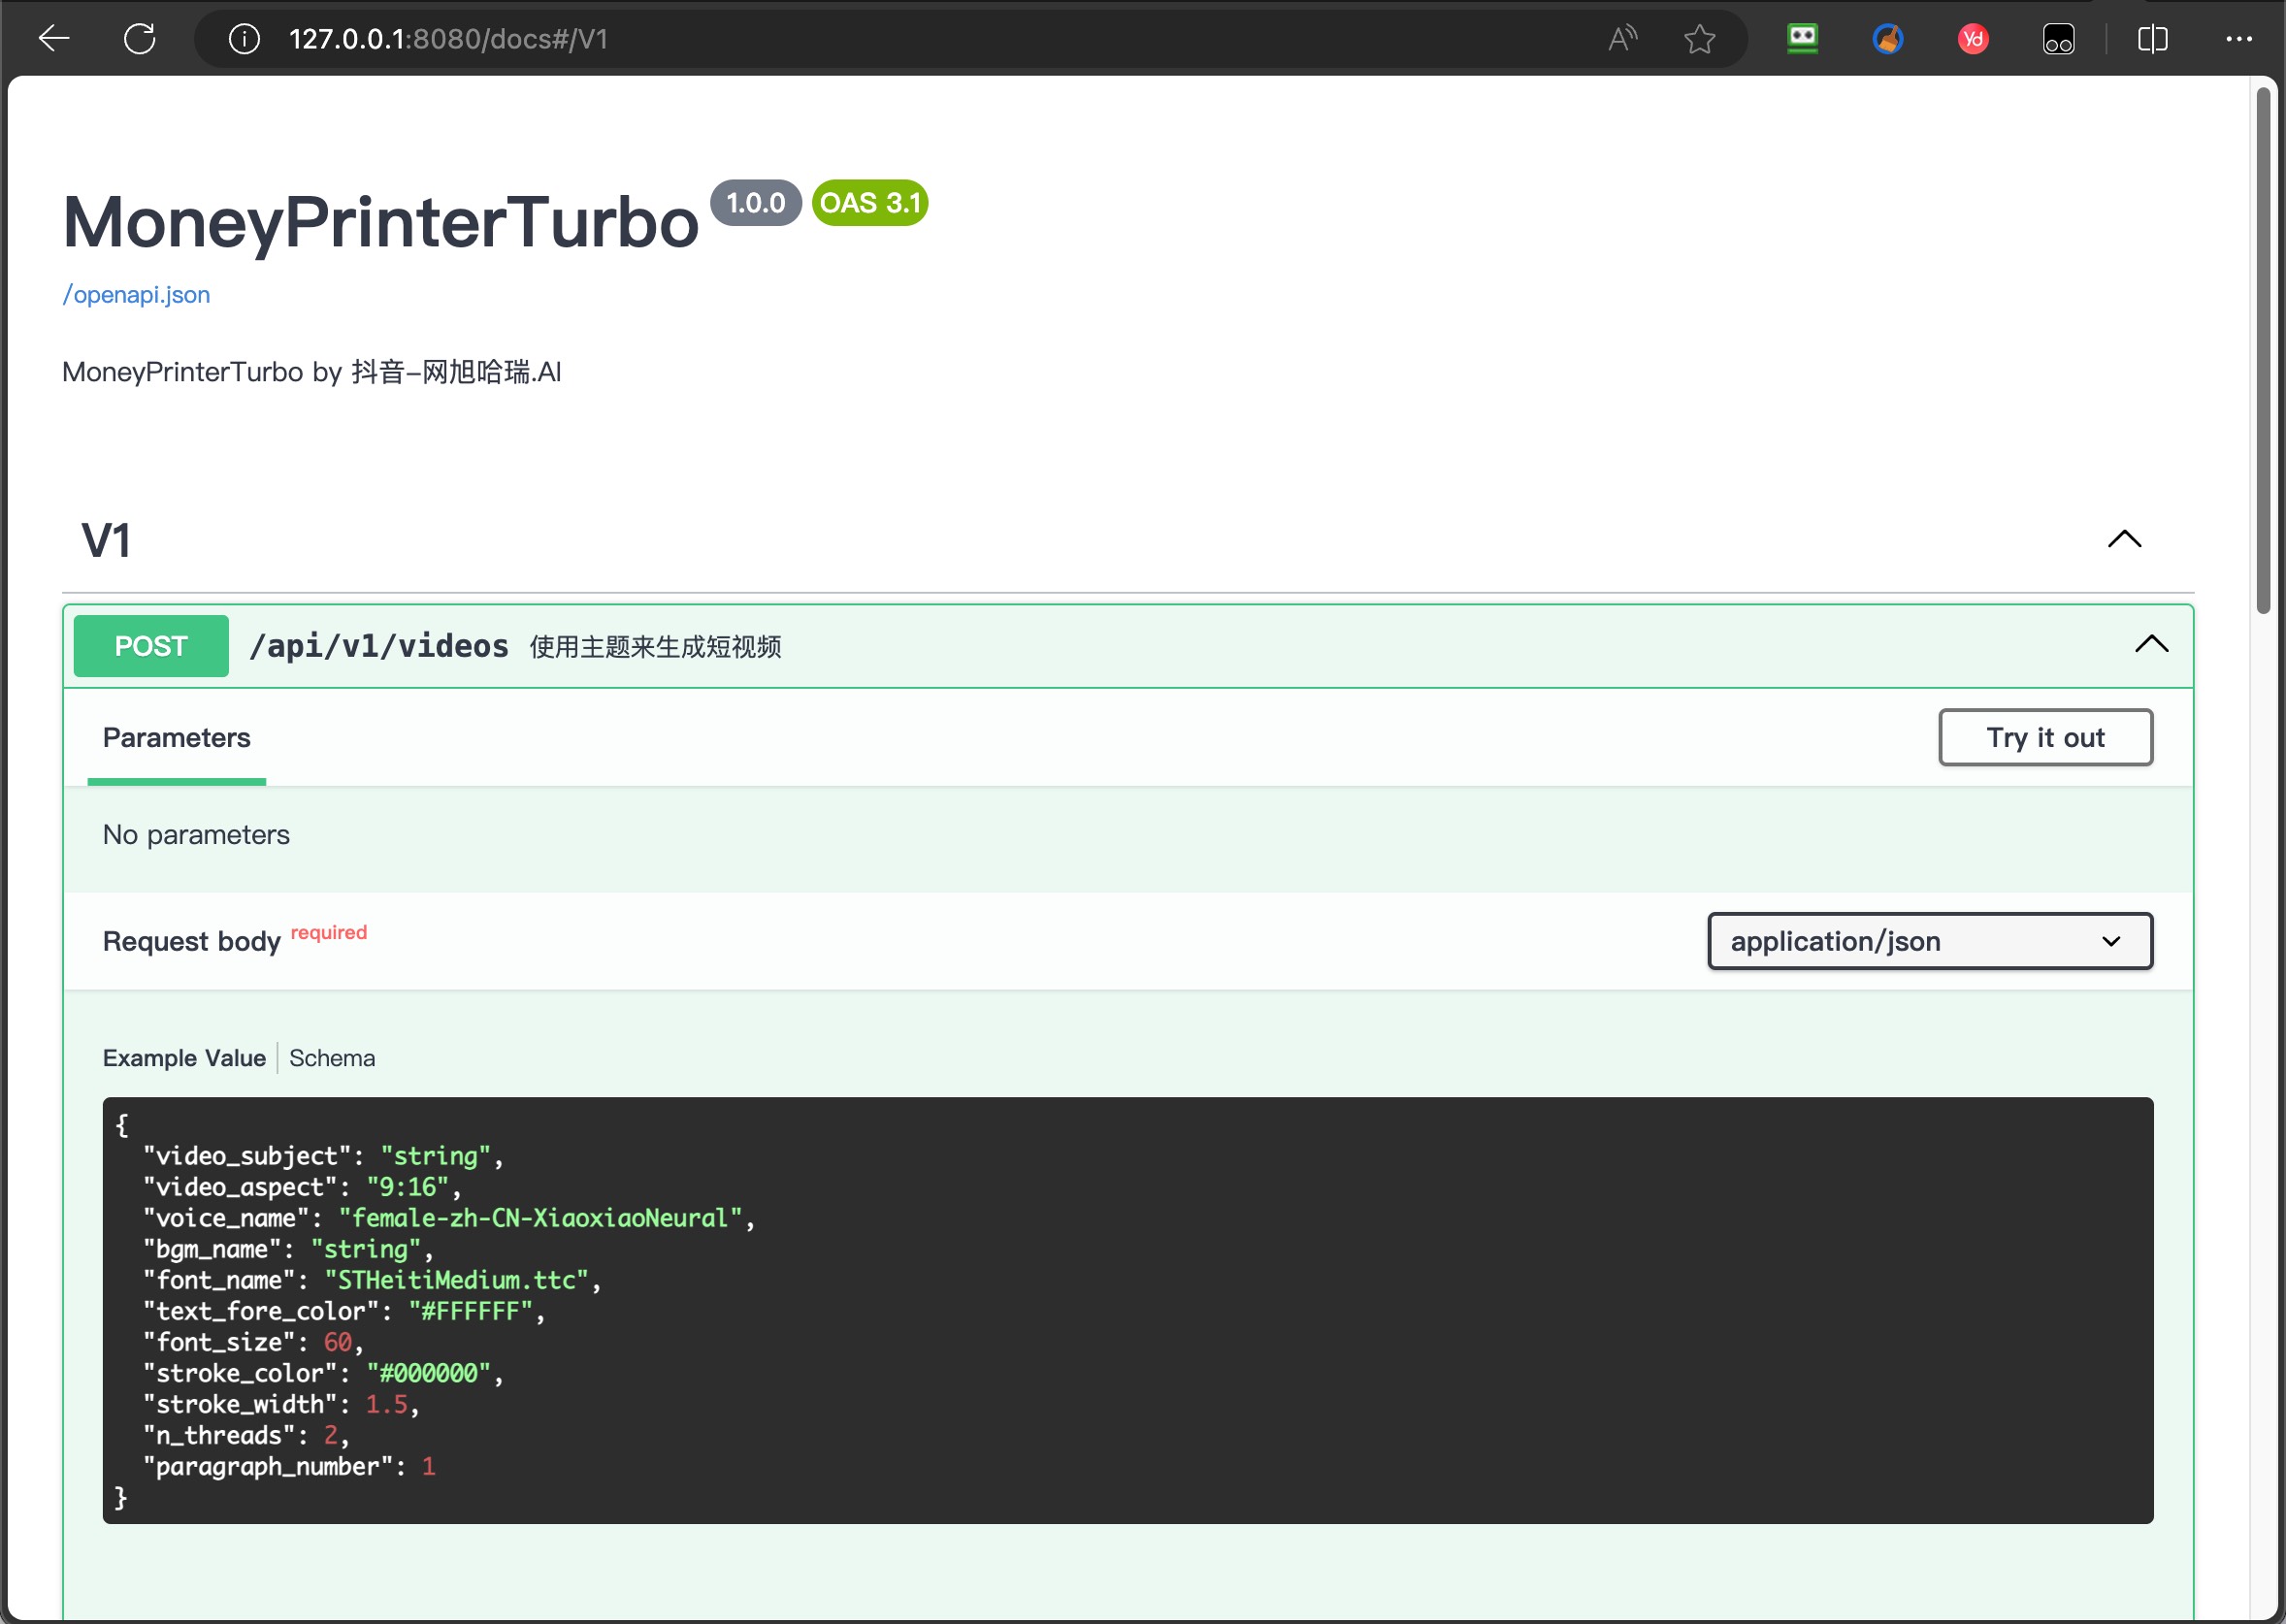 127.0.0.1:8080/docs#/V1
MoneyPrinterTurbo 1.0.0 OAS 3.1
/openapi.json
MoneyPrinterTurbo by 抖音-网旭哈瑞.AI
V1
POST /api/v1/videos 使用主题来生成短视频
Parameters Try it out
No parameters
Request body required application/json
Example Value Schema
{
"video_subject": "string",
"video_aspect": "9:16",
"voice_name": "female-zh-CN-XiaoxiaoNeural",
"bgm_name": "string",
"font_name": "STHeitiMedium.ttc",
"text_fore_color": "#FFFFFF",
"font_size": 60,
"stroke_color": "#000000",
"stroke_width": 1.5,
"n_threads": 2,
"paragraph_number": 1
}